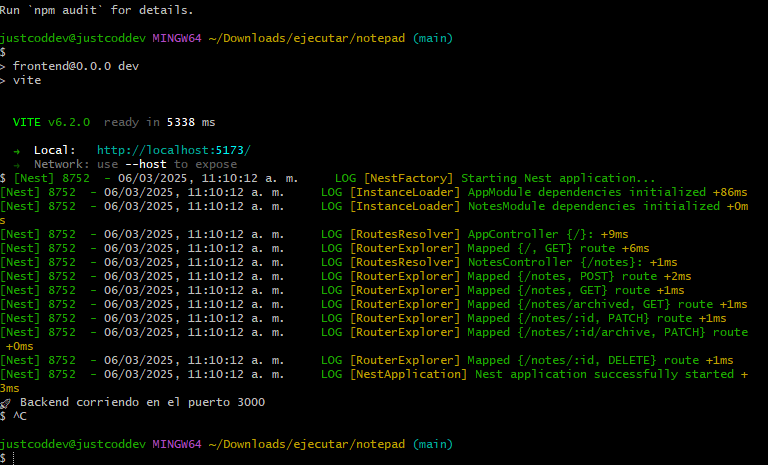 Run `npm audit` for details.
justcoddev@justcoddev MINGW64 ~/Downloads/ejecutar/notepad (main)
$
> frontend@0.0.0 dev
> vite
VITE v6.2.0  ready in 5338 ms
➜  Local:   http://localhost:5173/
➜  Network: use --host to expose
$ [Nest] 8752  - 06/03/2025, 11:10:12 a. m.     LOG [NestFactory] Starting Nest application...
[Nest] 8752  - 06/03/2025, 11:10:12 a. m.     LOG [InstanceLoader] AppModule dependencies initialized +86ms
[Nest] 8752  - 06/03/2025, 11:10:12 a. m.     LOG [InstanceLoader] NotesModule dependencies initialized +0m
s
[Nest] 8752  - 06/03/2025, 11:10:12 a. m.     LOG [RoutesResolver] AppController {/}: +9ms
[Nest] 8752  - 06/03/2025, 11:10:12 a. m.     LOG [RouterExplorer] Mapped {/, GET} route +6ms
[Nest] 8752  - 06/03/2025, 11:10:12 a. m.     LOG [RoutesResolver] NotesController {/notes}: +1ms
[Nest] 8752  - 06/03/2025, 11:10:12 a. m.     LOG [RouterExplorer] Mapped {/notes, POST} route +2ms
[Nest] 8752  - 06/03/2025, 11:10:12 a. m.     LOG [RouterExplorer] Mapped {/notes, GET} route +1ms
[Nest] 8752  - 06/03/2025, 11:10:12 a. m.     LOG [RouterExplorer] Mapped {/notes/archived, GET} route +1ms
[Nest] 8752  - 06/03/2025, 11:10:12 a. m.     LOG [RouterExplorer] Mapped {/notes/:id, PATCH} route +1ms
[Nest] 8752  - 06/03/2025, 11:10:12 a. m.     LOG [RouterExplorer] Mapped {/notes/:id/archive, PATCH} route
+0ms
[Nest] 8752  - 06/03/2025, 11:10:12 a. m.     LOG [RouterExplorer] Mapped {/notes/:id, DELETE} route +1ms
[Nest] 8752  - 06/03/2025, 11:10:12 a. m.     LOG [NestApplication] Nest application successfully started +
3ms
🚀 Backend corriendo en el puerto 3000
$ ^C
justcoddev@justcoddev MINGW64 ~/Downloads/ejecutar/notepad (main)
$